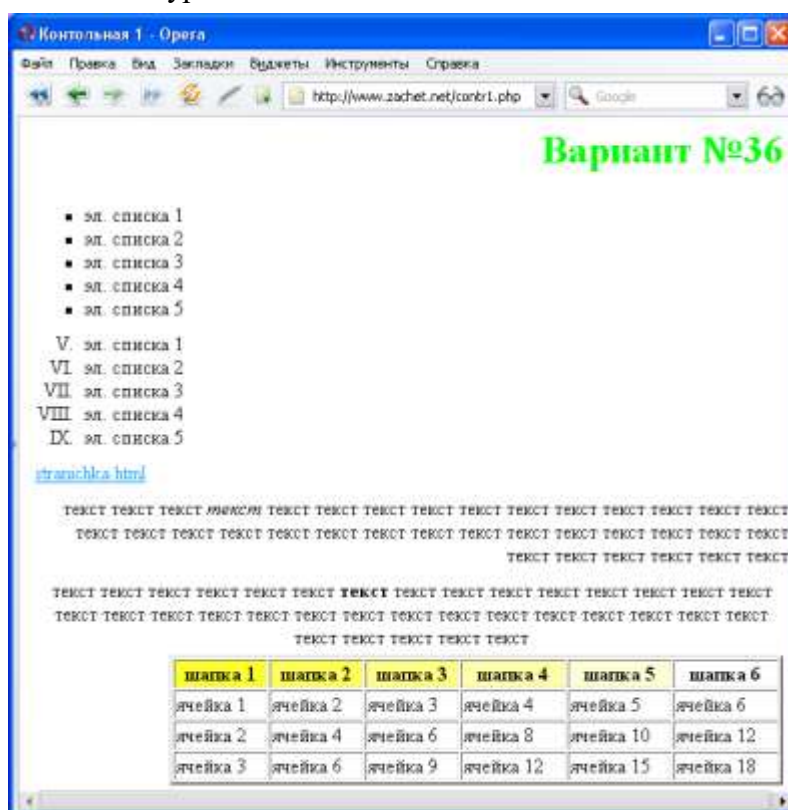 Контольная 1 - Opera
Файл Правка Вид Закладки Виджеты Инструменты Справка
http://www.zachet.net/contr1.php Google
Вариант №36
эл. списка 1
эл. списка 2
эл. списка 3
эл. списка 4
эл. списка 5
V. эл. списка 1
VI. эл. списка 2
VII. эл. списка 3
VIII. эл. списка 4
IX. эл. списка 5
stranichka.html
текст текст текст текст текст текст текст текст текст текст текст текст текст текст текст
текст текст текст текст текст текст текст текст текст текст текст текст текст текст текст
текст текст текст текст текст текст
текст текст текст текст текст текст текст текст текст текст текст текст текст текст текст
текст текст текст текст текст текст текст текст текст текст текст текст текст текст текст
текст текст текст текст текст
шапка 1 шапка 2 шапка 3 шапка 4 шапка 5 шапка 6
ячейка 1 ячейка 2 ячейка 3 ячейка 4 ячейка 5 ячейка 6
ячейка 2 ячейка 4 ячейка 6 ячейка 8 ячейка 10 ячейка 12
ячейка 3 ячейка 6 ячейка 9 ячейка 12 ячейка 15 ячейка 18